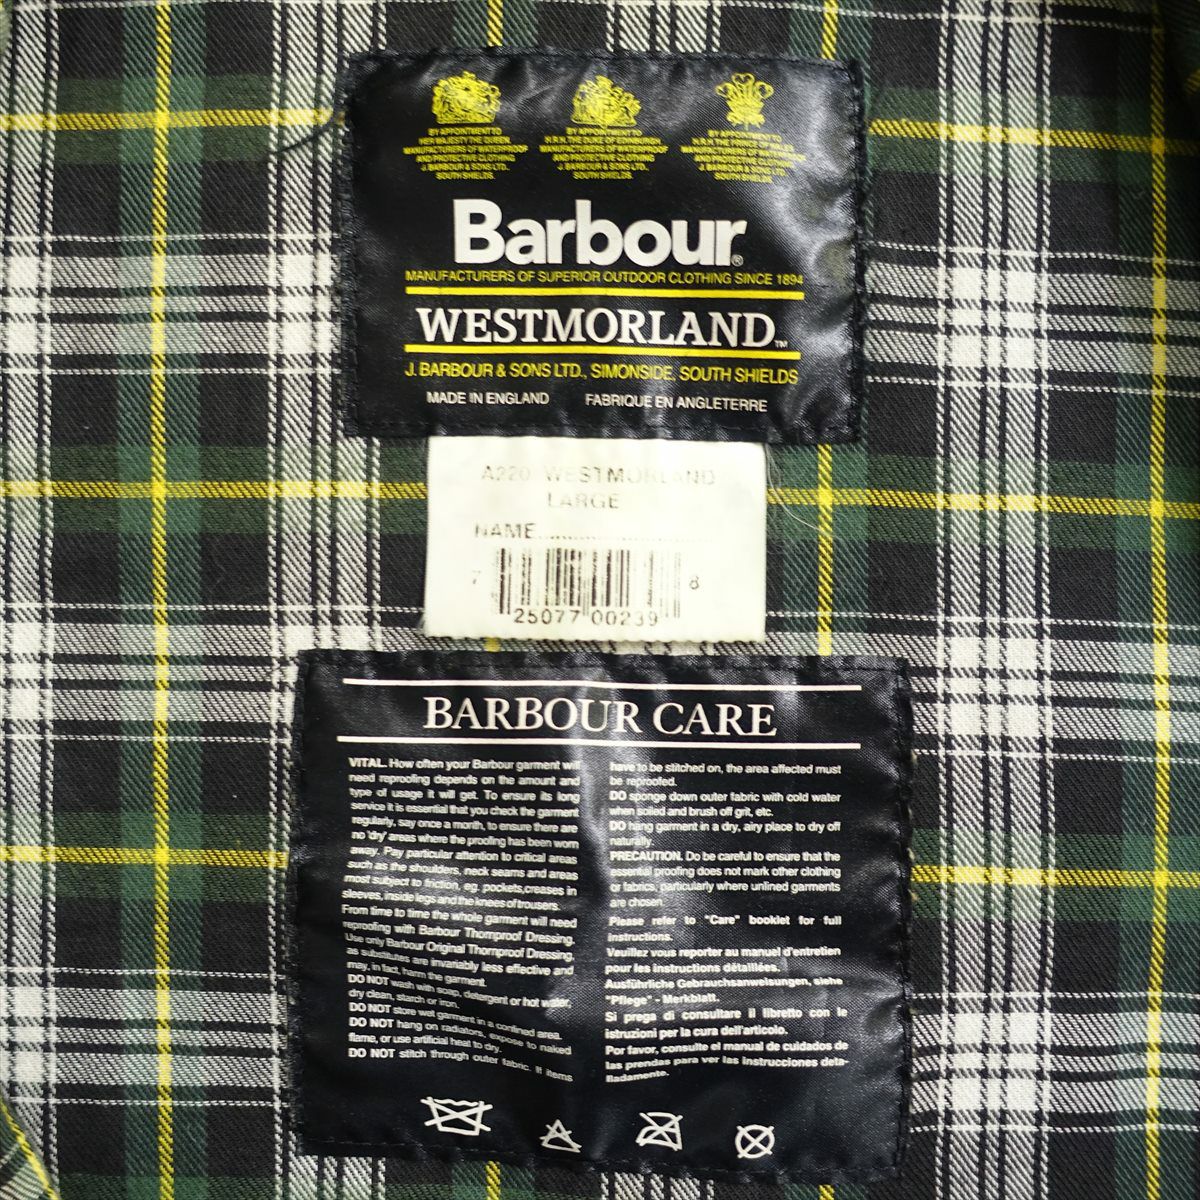 BY APPOINTMENT TO
HER MAJESTY THE QUEEN
MANUFACTURERS OF WATERPROOF
AND PROTECTIVE CLOTHING
J. BARBOUR & SONS LTD.,
SOUTH SHIELDS.
BY APPOINTMENT TO
H.R.H. THE DUKE OF EDINBURGH
MANUFACTURERS OF WATERPROOF
AND PROTECTIVE CLOTHING
J. BARBOUR & SONS LTD.
SOUTH SHIELDS.
BY APPOINTMENT TO
H.R.H. THE PRINCE OF WALES
MANUFACTURERS OF WATERPROOF
AND PROTECTIVE CLOTHING
J. BARBOUR & SONS LTD.
SOUTH SHIELDS
Barbour®
MANUFACTURERS OF SUPERIOR OUTDOOR CLOTHING SINCE 1894
WESTMORLAND™
J. BARBOUR & SONS LTD., SIMONSIDE, SOUTH SHIELDS
MADE IN ENGLAND FABRIQUE EN ANGLETERRE
A220 WESTMORLAND
LARGE
NAME..............................
7 25077 00239 8
BARBOUR CARE
VITAL. How often your Barbour garment will
need reproofing depends on the amount and
type of usage it will get. To ensure its long
service it is essential that you check the garment
regularly, say once a month, to ensure there are
no 'dry' areas where the proofing has been worn
away. Pay particular attention to critical areas
such as the shoulders, neck seams and areas
most subject to friction, eg. pockets,creases in
sleeves, inside legs and the knees of trousers.
From time to time the whole garment will need
reproofing with Barbour Thornproof Dressing.
Use only Barbour Original Thornproof Dressing,
as substitutes are invariably less effective and
may, in fact, harm the garment.
DO NOT wash with soap, detergent or hot water,
dry clean, starch or iron.
DO NOT store wet garment in a confined area.
DO NOT hang on radiators, expose to naked
flame, or use artificial heat to dry.
DO NOT stitch through outer fabric. If items
have to be stitched on, the area affected must
be reproofed.
DO sponge down outer fabric with cold water
when soiled and brush off grit, etc.
DO hang garment in a dry, airy place to dry off
naturally.
PRECAUTION. Do be careful to ensure that the
essential proofing does not mark other clothing
or fabrics, particularly where unlined garments
are chosen.
Please refer to "Care" booklet for full
instructions.
Veuillez vous reporter au manuel d'entretien
pour les instructions détaillées.
Ausführliche Gebrauchsanweisungen, siehe
"Pflege" - Merkblatt.
Si prega di consultare il libretto con le
istruzioni per la cura dell'articolo.
Por favor, consulte el manual de cuidados de
las prendas para ver las instrucciones deta-
lladamente.